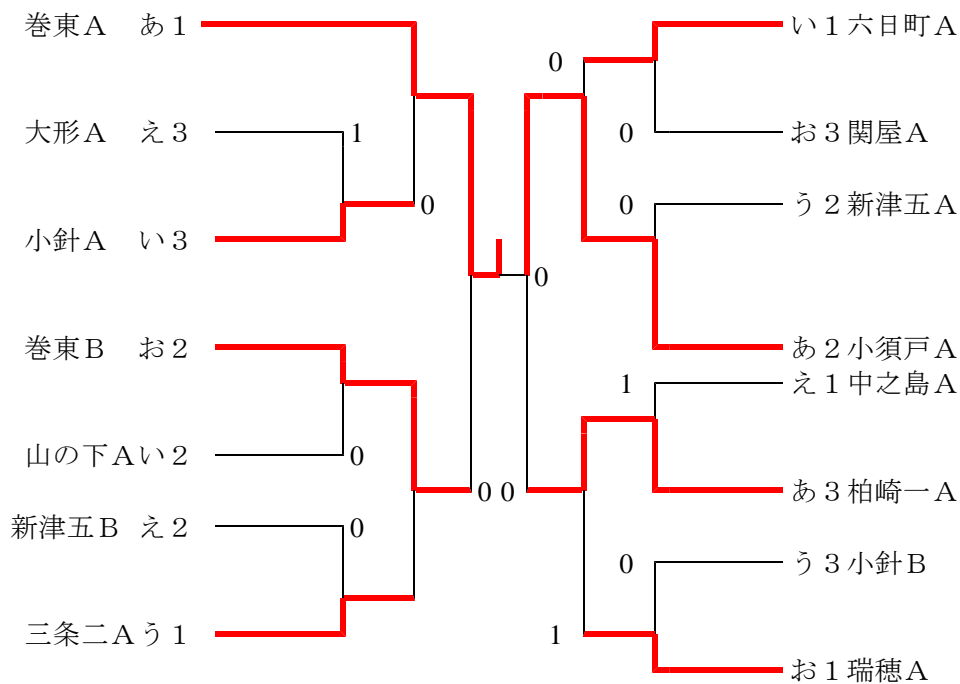 巻東A あ1
大形A え3
1
0
小針A い3
巻東B お2
山の下Aい2
0
新津五B え2
0
三条二Aう1
0 0
0
0
い1六日町A
0
お3関屋A
0
う2新津五A
あ2小須戸A
1
え1中之島A
あ3柏崎一A
0
う3小針B
1
お1瑞穂A